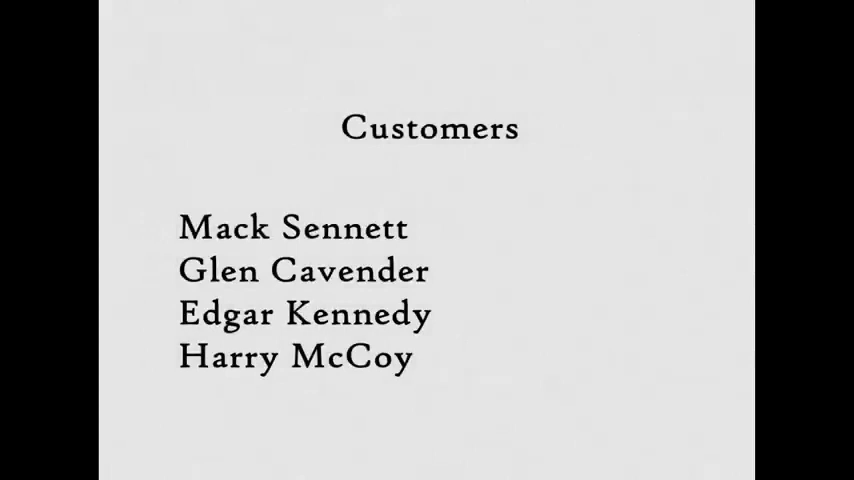 Customers
Mack Sennett
Glen Cavender
Edgar Kennedy
Harry McCoy